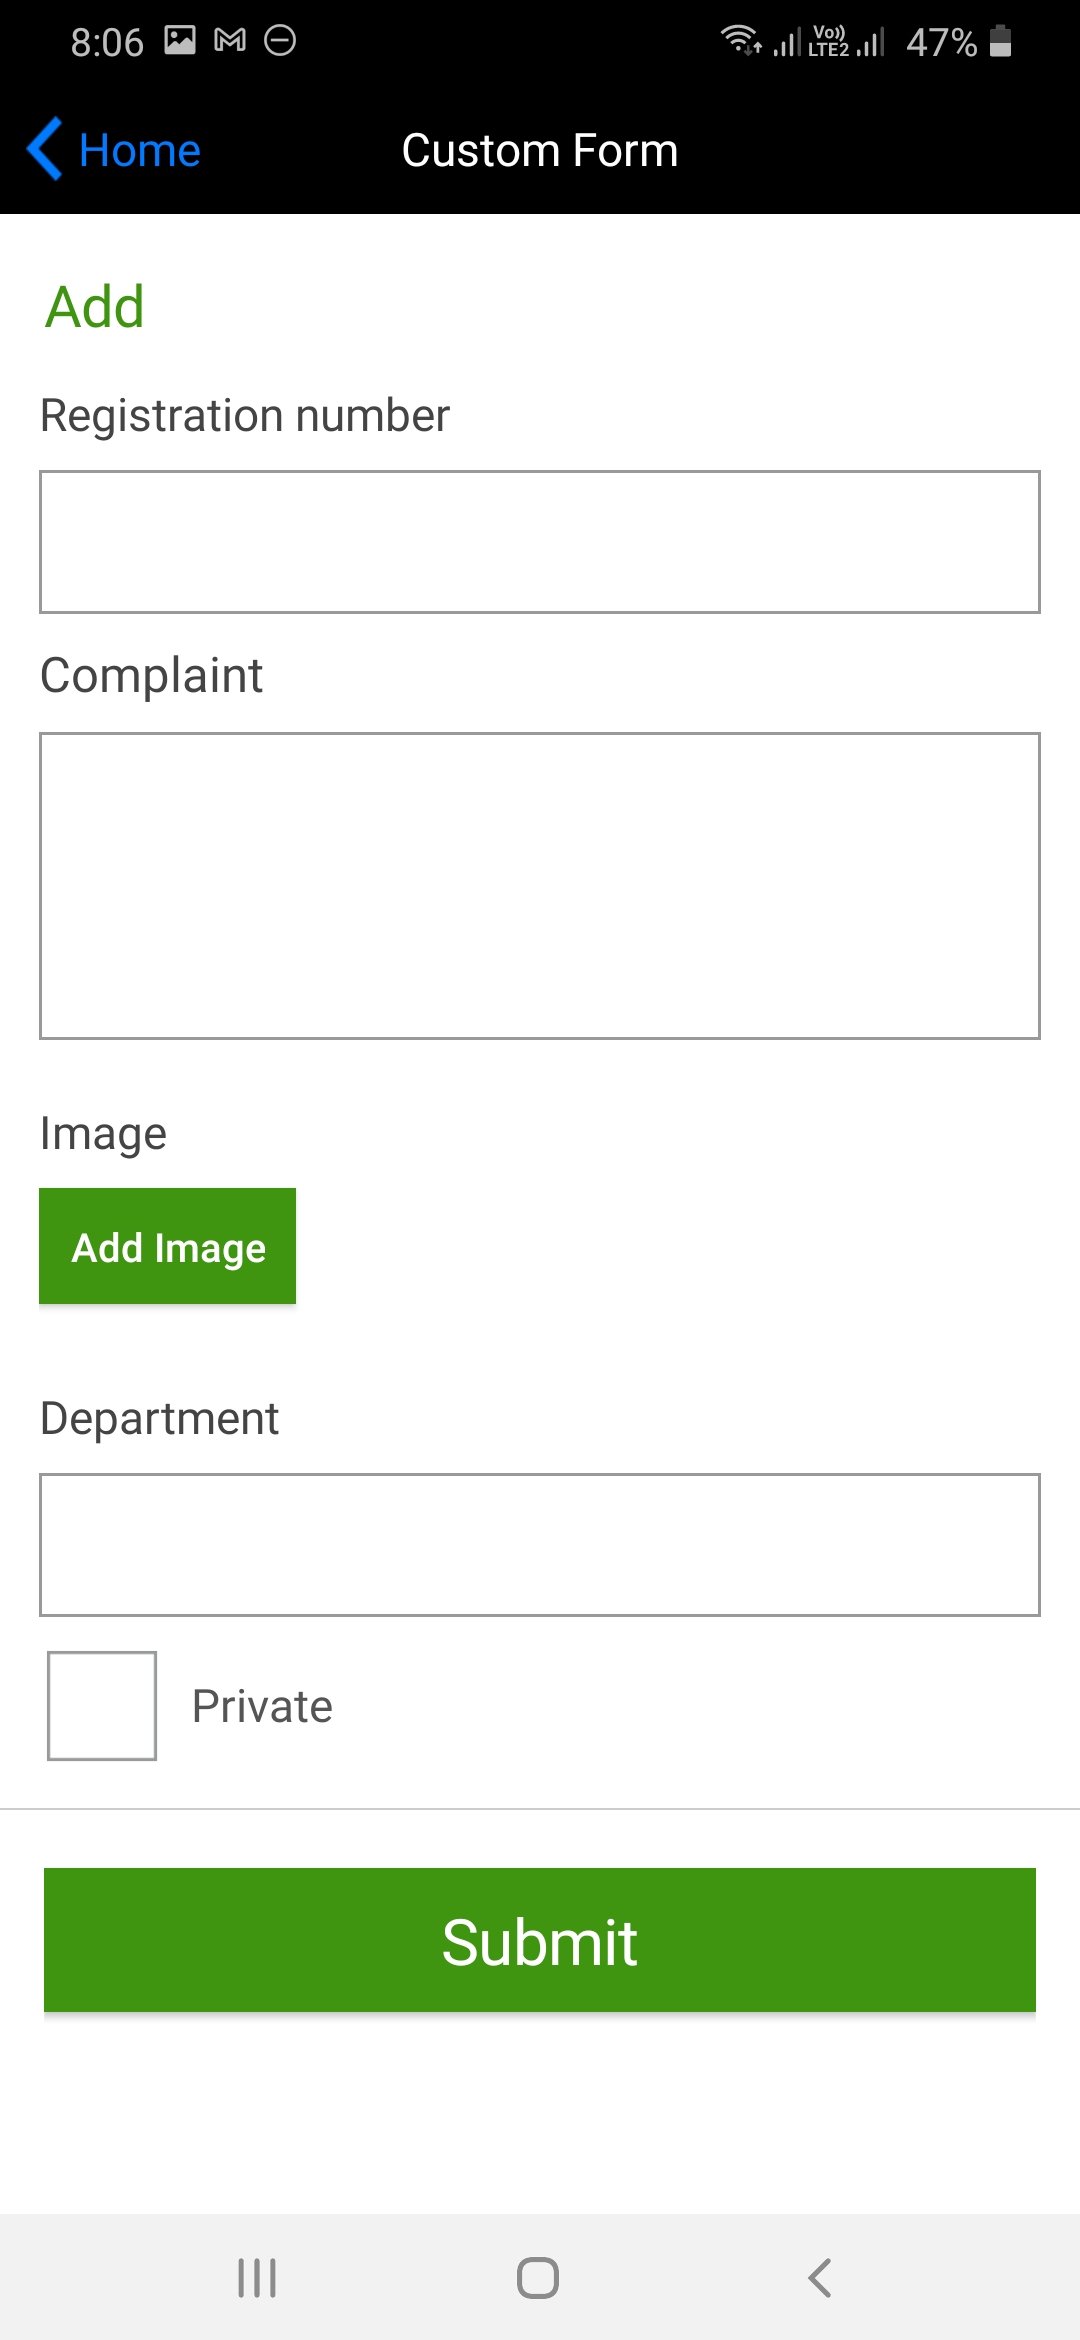 8:06 Vo)) LTE2 47%
Home Custom Form
Add
Registration number
Complaint
Image
Add Image
Department
Private
Submit